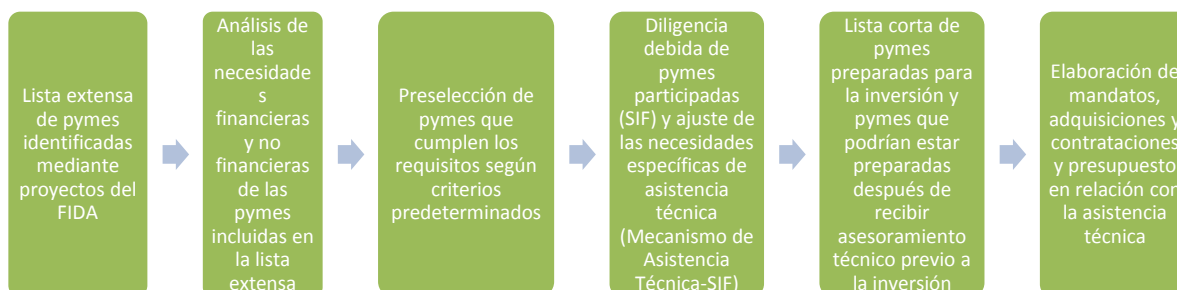 Lista extensa
de pymes
identificadas
mediante
proyectos del
FIDA
Análisis de
las
necesidade
s
financieras
y no
financieras
de las
pymes
incluidas en
la lista
extensa
Preselección de
pymes que
cumplen los
requisitos según
criterios
predeterminados
Diligencia
debida de
pymes
participadas
(SIF) y ajuste de
las necesidades
específicas de
asistencia
técnica
(Mecanismo de
Asistencia
Técnica-SIF)
Lista corta de
pymes
preparadas para
la inversión y
pymes que
podrían estar
preparadas
después de
recibir
asesoramiento
técnico previo a
la inversión
Elaboración de
mandatos,
adquisiciones y
contrataciones
y presupuesto
en relación con
la asistencia
técnica